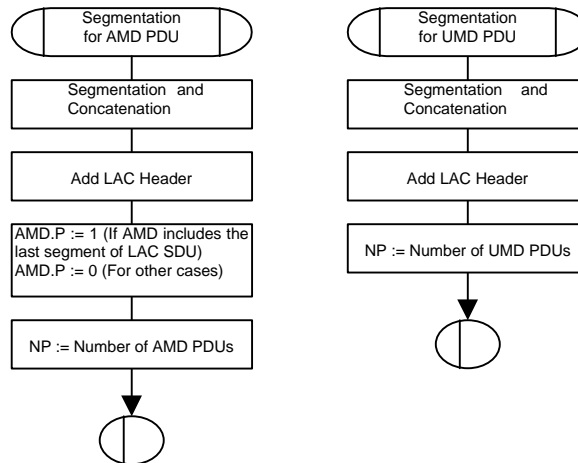 Segmentation
for AMD PDU
Segmentation and
Concatenation
Add LAC Header
AMD.P := 1 (If AMD includes the
last segment of LAC SDU)
AMD.P := 0 (For other cases)
NP := Number of AMD PDUs
Segmentation
for UMD PDU
Segmentation and
Concatenation
Add LAC Header
NP := Number of UMD PDUs